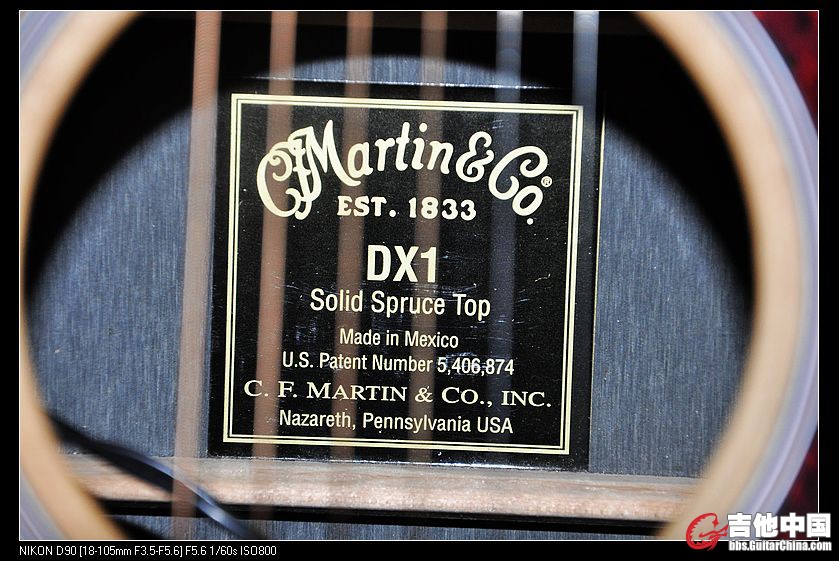 CF Martin & Co.®
EST. 1833
DX1
Solid Spruce Top
Made in Mexico
U.S. Patent Number 5,406,874
C. F. MARTIN & CO., INC.
Nazareth, Pennsylvania USA
吉他中国
bbs.GuitarChina.com
NIKON D90 [18-105mm F3.5-F5.6] F5.6 1/60s ISO800